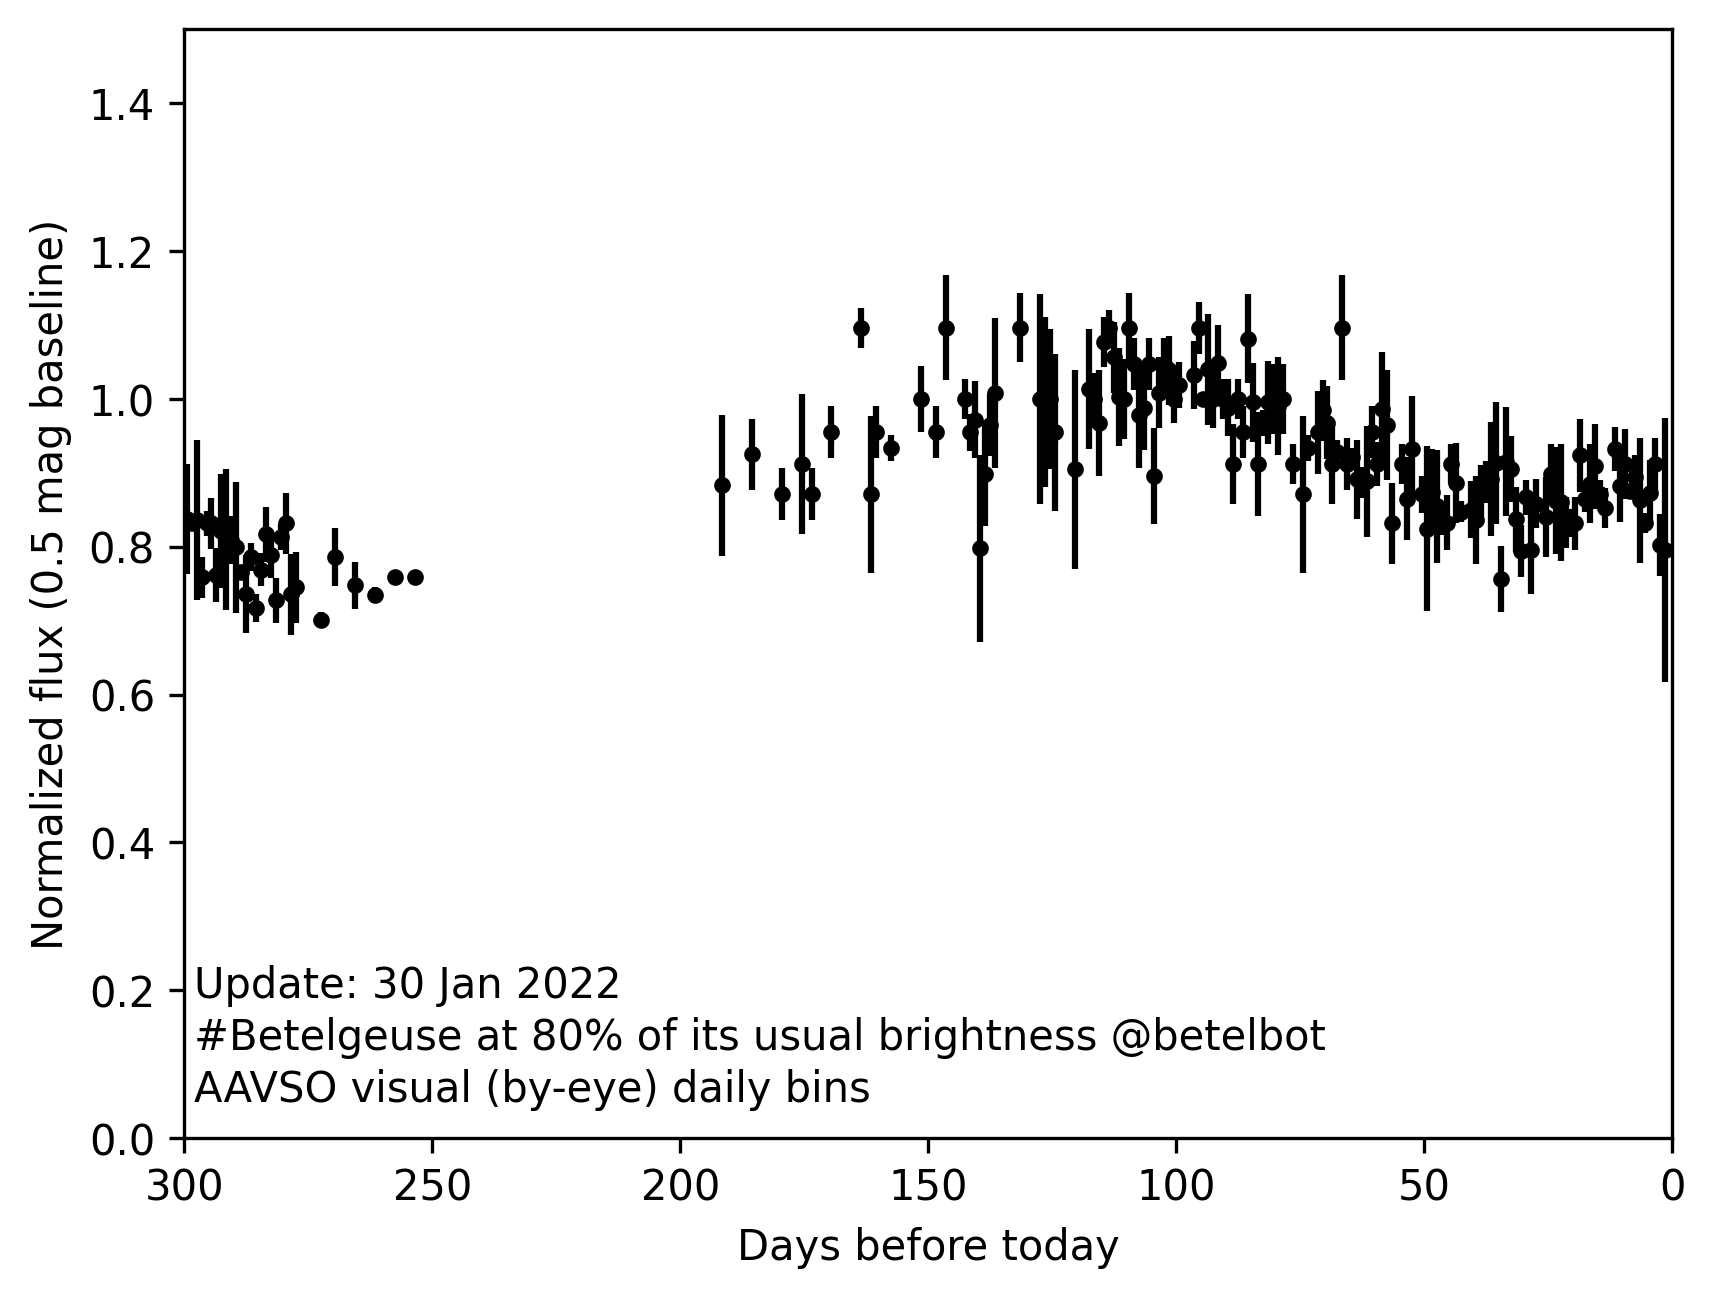 1.4
1.2
1.0
0.8
0.6
0.4
0.2
0.0
Normalized flux (0.5 mag baseline)
Update: 30 Jan 2022
#Betelgeuse at 80% of its usual brightness @betelbot
AAVSO visual (by-eye) daily bins
300 250 200 150 100 50 0
Days before today